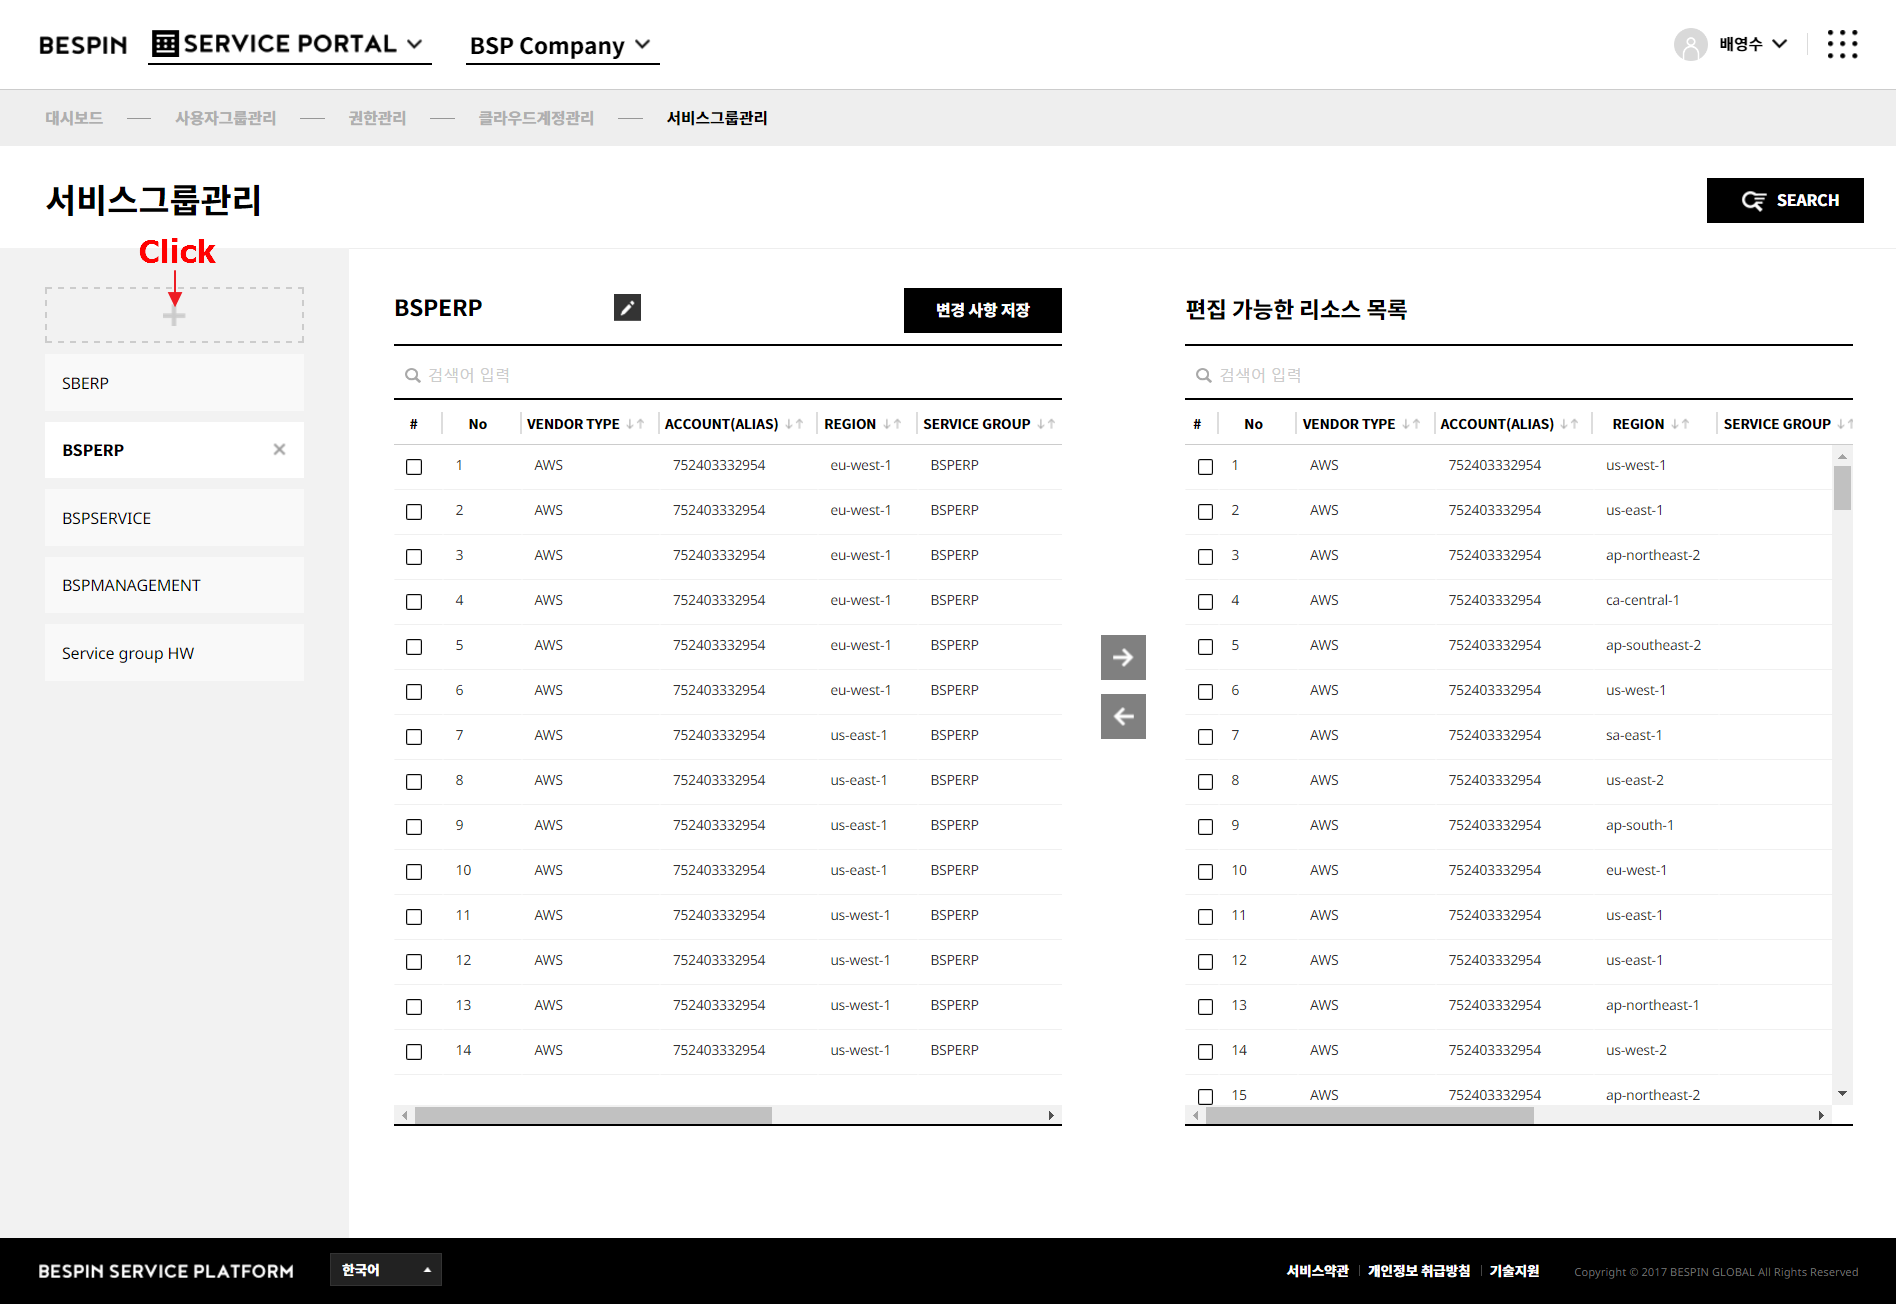 BESPIN SERVICE PORTAL BSP Company 배영수
대시보드 사용자그룹관리 권한관리 클라우드계정관리 서비스그룹관리
서비스그룹관리
SEARCH
Click
SBERP
BSPERP
BSPSERVICE
BSPMANAGEMENT
Service group HW
BSPERP
변경 사항 저장
검색어 입력
# No VENDOR TYPE ACCOUNT(ALIAS) REGION SERVICE GROUP
1 AWS 752403332954 eu-west-1 BSPERP
2 AWS 752403332954 eu-west-1 BSPERP
3 AWS 752403332954 eu-west-1 BSPERP
4 AWS 752403332954 eu-west-1 BSPERP
5 AWS 752403332954 eu-west-1 BSPERP
6 AWS 752403332954 eu-west-1 BSPERP
7 AWS 752403332954 us-east-1 BSPERP
8 AWS 752403332954 us-east-1 BSPERP
9 AWS 752403332954 us-east-1 BSPERP
10 AWS 752403332954 us-east-1 BSPERP
11 AWS 752403332954 us-west-1 BSPERP
12 AWS 752403332954 us-west-1 BSPERP
13 AWS 752403332954 us-west-1 BSPERP
14 AWS 752403332954 us-west-1 BSPERP
편집 가능한 리소스 목록
검색어 입력
# No VENDOR TYPE ACCOUNT(ALIAS) REGION SERVICE GROUP
1 AWS 752403332954 us-west-1
2 AWS 752403332954 us-east-1
3 AWS 752403332954 ap-northeast-2
4 AWS 752403332954 ca-central-1
5 AWS 752403332954 ap-southeast-2
6 AWS 752403332954 us-west-1
7 AWS 752403332954 sa-east-1
8 AWS 752403332954 us-east-2
9 AWS 752403332954 ap-south-1
10 AWS 752403332954 eu-west-1
11 AWS 752403332954 us-east-1
12 AWS 752403332954 us-east-1
13 AWS 752403332954 ap-northeast-1
14 AWS 752403332954 us-west-2
15 AWS 752403332954 ap-northeast-2
BESPIN SERVICE PLATFORM 한국어 서비스약관 개인정보 취급방침 기술지원 Copyright © 2017 BESPIN GLOBAL All Rights Reserved